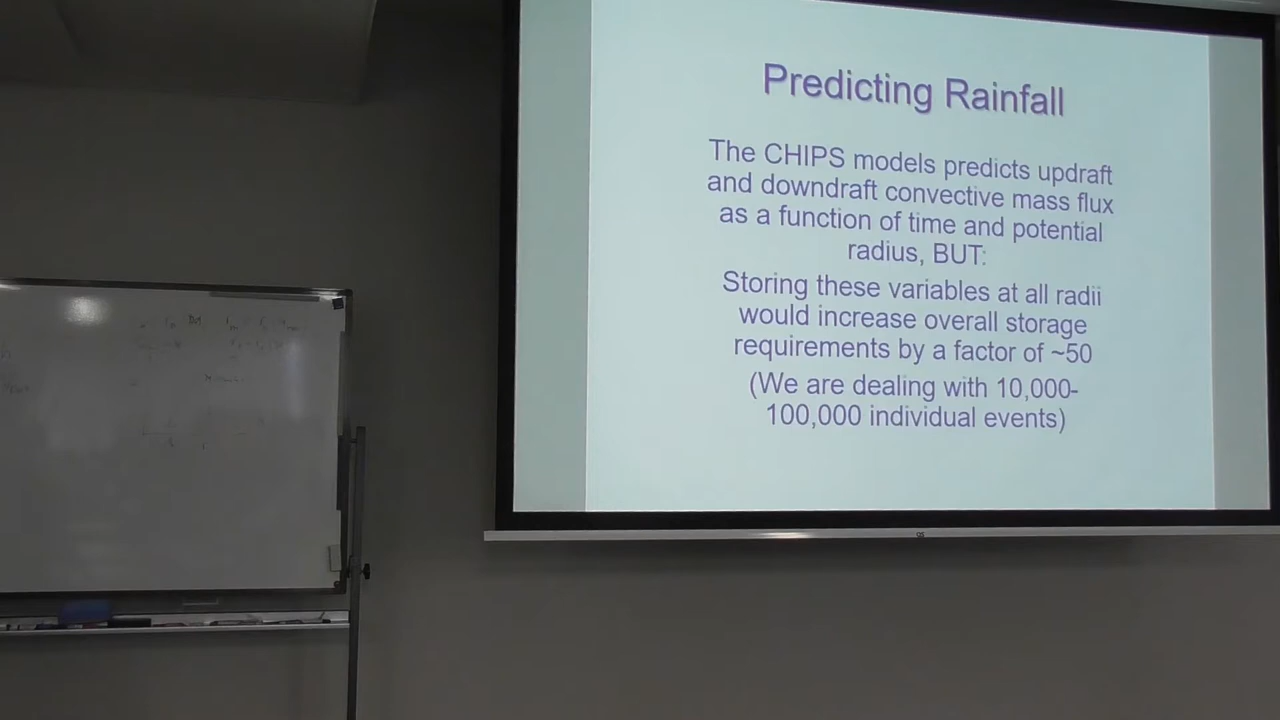 Predicting Rainfall
The CHIPS models predicts updraft
and downdraft convective mass flux
as a function of time and potential
radius, BUT:
Storing these variables at all radii
would increase overall storage
requirements by a factor of ~50
(We are dealing with 10,000-
100,000 individual events)